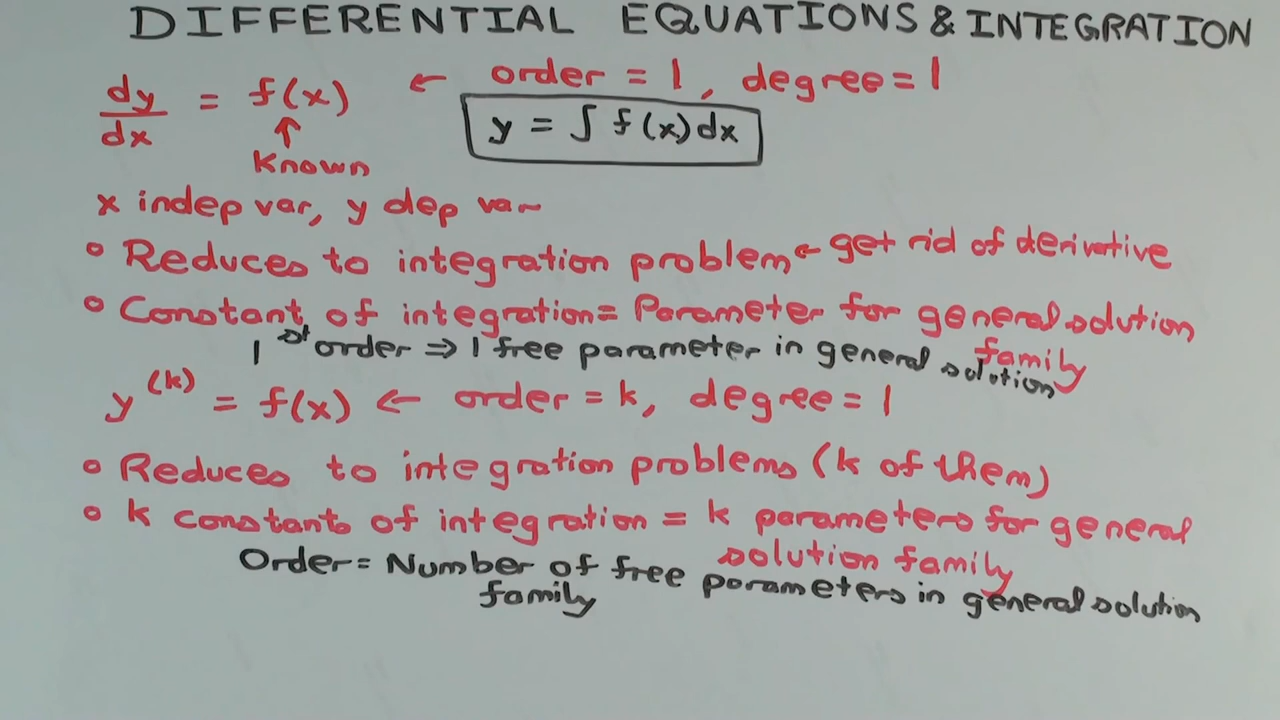 DIFFERENTIAL EQUATIONS & INTEGRATION
dy/dx = f(x) ← order = 1, degree = 1
↑
Known
y = ∫ f(x) dx
x indep var, y dep var
• Reduces to integration problem ← get rid of derivative
• Constant of integration = Parameter for general solution
family
1st order ⇒ 1 free parameter in general solution
y^(k) = f(x) ← order = k, degree = 1
• Reduces to integration problems (k of them)
• k constants of integration = k parameters for general
solution family
Order = Number of free parameters in general solution
family